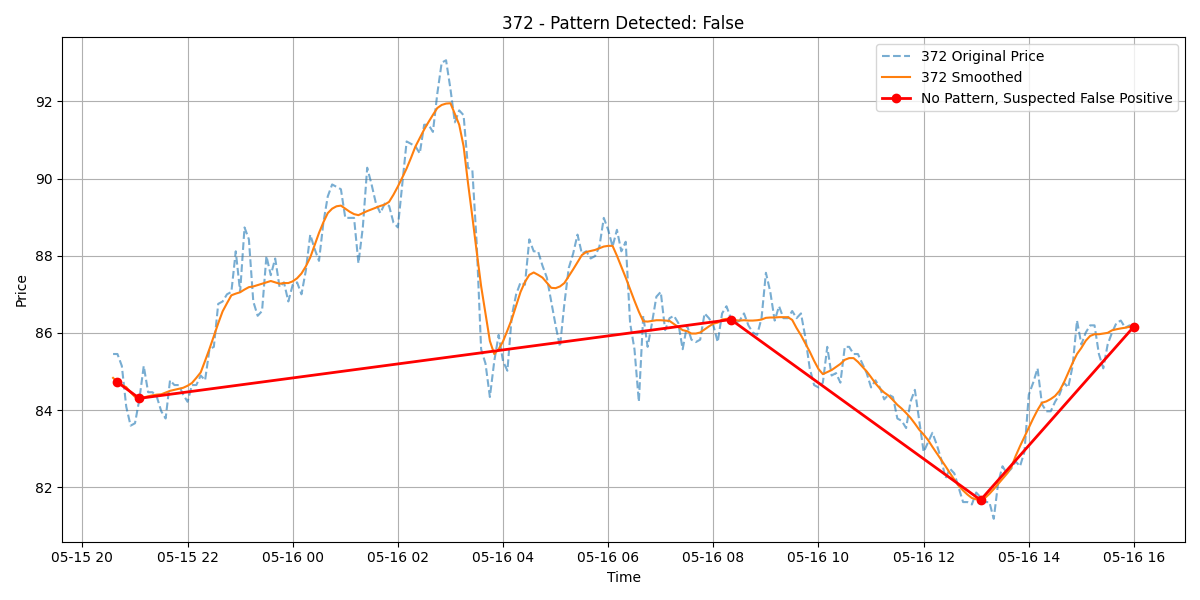 372 - Pattern Detected: False
372 Original Price
372 Smoothed
No Pattern, Suspected False Positive
Price
92
90
88
86
84
82
05-15 20 05-15 22 05-16 00 05-16 02 05-16 04 05-16 06 05-16 08 05-16 10 05-16 12 05-16 14 05-16 16
Time